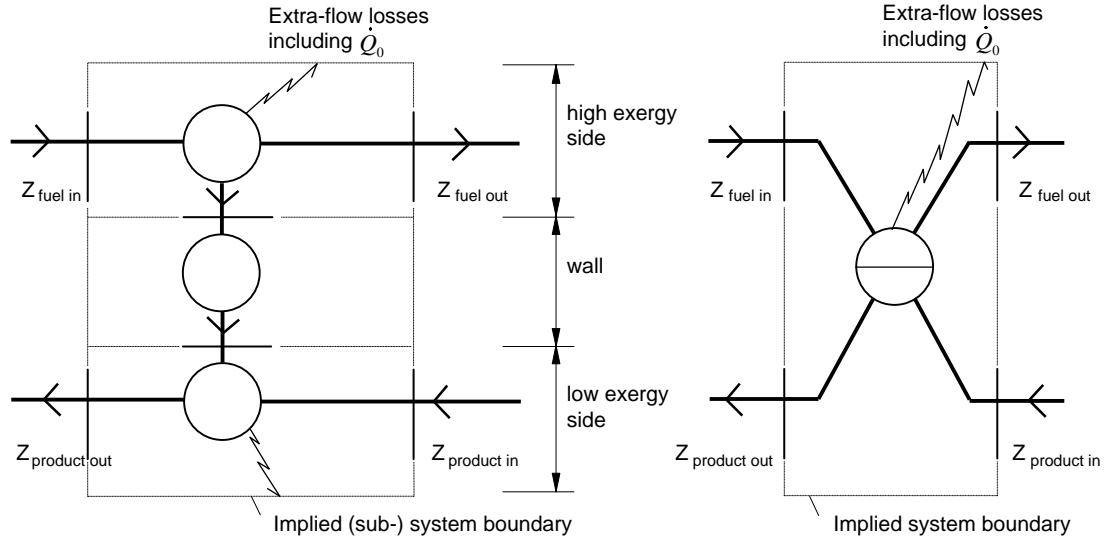 Extra-flow losses
including Q̇₀
high exergy
side
Z fuel in
Z fuel out
wall
low exergy
side
Z product out
Z product in
Implied (sub-) system boundary
Extra-flow losses
including Q̇₀
Z fuel in
Z fuel out
Z product out
Z product in
Implied system boundary